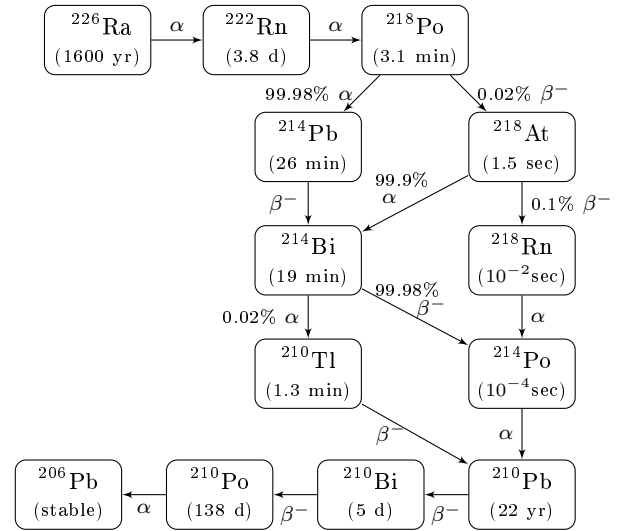 ²²⁶Ra α ²²²Rn α ²¹⁸Po
(1600 yr) (3.8 d) (3.1 min)
99.98% α 0.02% β⁻
²¹⁴Pb ²¹⁸At
(26 min) (1.5 sec)
β⁻ 99.9% α 0.1% β⁻
²¹⁴Bi ²¹⁸Rn
(19 min) (10⁻²sec)
0.02% α 99.98% β⁻ α
²¹⁰Tl ²¹⁴Po
(1.3 min) (10⁻⁴sec)
β⁻ α
²⁰⁶Pb ²¹⁰Po ²¹⁰Bi ²¹⁰Pb
(stable) α (138 d) β⁻ (5 d) β⁻ (22 yr)